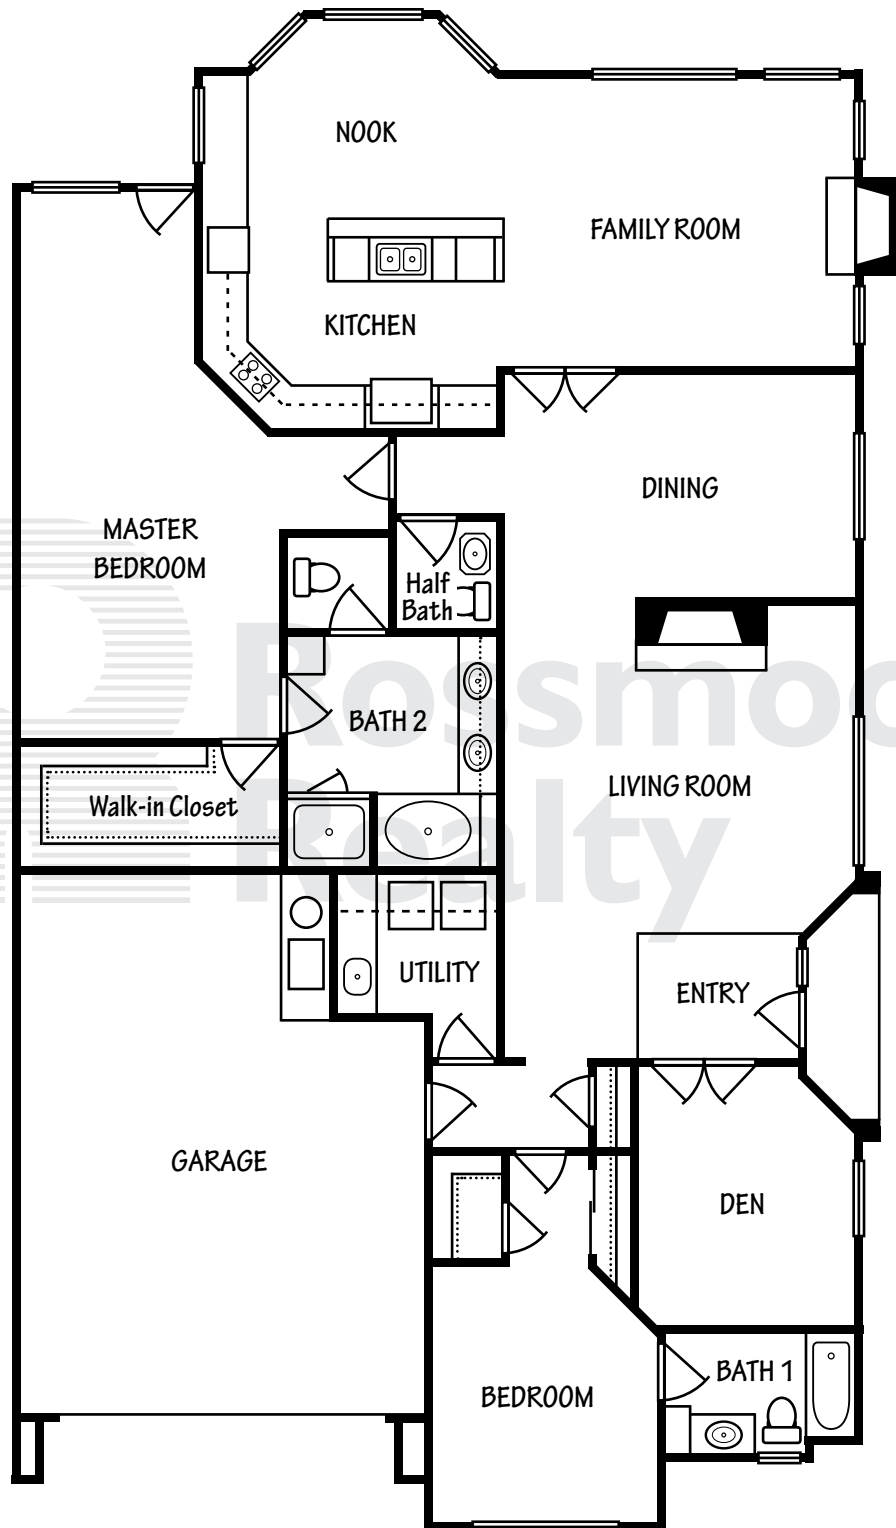 NOOK
FAMILY ROOM
KITCHEN
DINING
MASTER
BEDROOM
Half
Bath
BATH 2
Rossmoo
Realty
LIVING ROOM
Walk-in Closet
UTILITY
ENTRY
GARAGE
DEN
BATH 1
BEDROOM